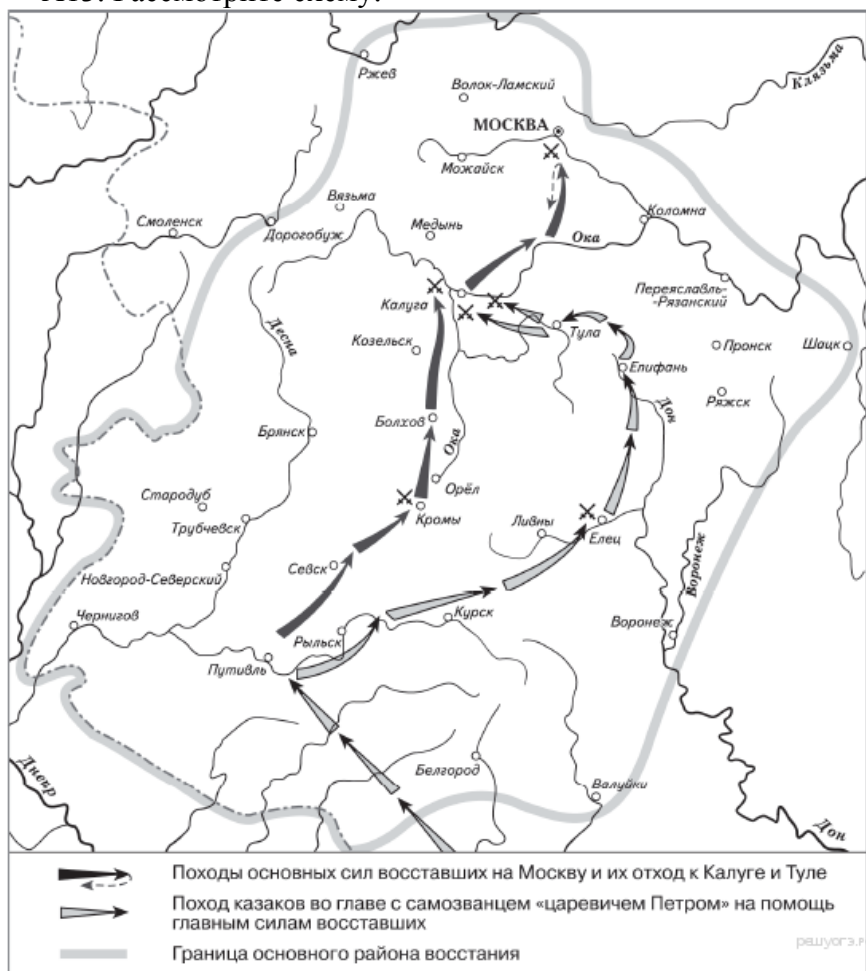 Рассмотрите схему.
Ржев
Волок-Ламский
Клязьма
МОСКВА
Можайск
Вязьма
Смоленск
Дорогобуж
Медынь
Коломна
Ока
Переяславль-
-Рязанский
Калуга
Десна
Тула
Козельск
Пронск
Шацк
Епифань
Ряжск
Дон
Болхов
Брянск
Ока
Орёл
Стародуб
Кромы
Трубчевск
Ливны
Елец
Воронеж
Севск
Новгород-Северский
Чернигов
Курск
Рыльск
Воронеж
Путивль
Белгород
Днепр
Валуйки
Дон
Походы основных сил восставших на Москву и их отход к Калуге и Туле
Поход казаков во главе с самозванцем «царевичем Петром» на помощь
главным силам восставших
Граница основного района восстания